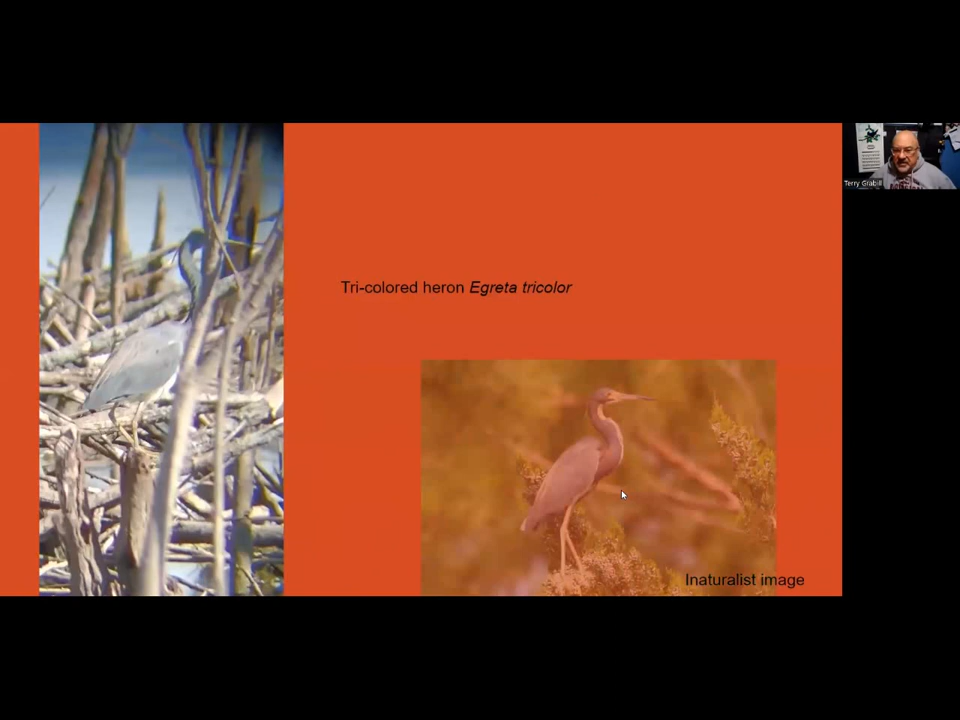 Terry Grabill
Tri-colored heron Egreta tricolor
Inaturalist image